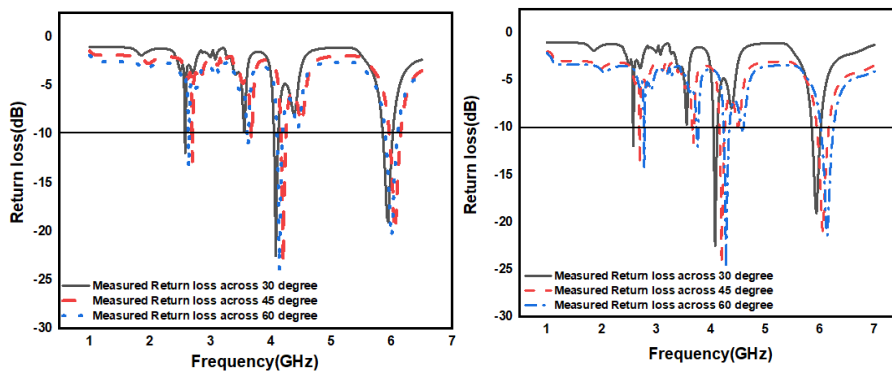 0
-5
-10
-15
-20
-25
-30
Return loss(dB)
Measured Return loss across 30 degree
Measured Return loss across 45 degree
Measured Return loss across 60 degree
1 2 3 4 5 6 7
Frequency(GHz)
0
-5
-10
-15
-20
-25
-30
Return loss(dB)
Measured Return loss across 30 degree
Measured Return loss across 45 degree
Measured Return loss across 60 degree
1 2 3 4 5 6 7
Frequency(GHz)